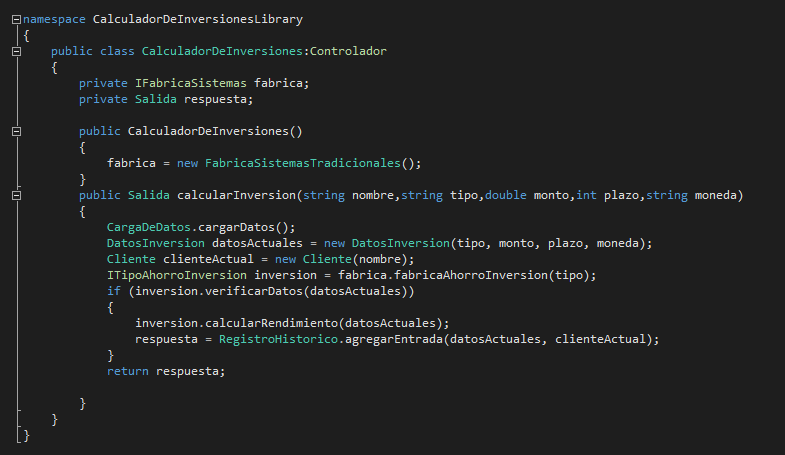 namespace CalculadorDeInversionesLibrary
{
    public class CalculadorDeInversiones:Controlador
    {
        private IFabricaSistemas fabrica;
        private Salida respuesta;

        public CalculadorDeInversiones()
        {
            fabrica = new FabricaSistemasTradicionales();
        }
        public Salida calcularInversion(string nombre,string tipo,double monto,int plazo,string moneda)
        {
            CargaDeDatos.cargarDatos();
            DatosInversion datosActuales = new DatosInversion(tipo, monto, plazo, moneda);
            Cliente clienteActual = new Cliente(nombre);
            ITipoAhorroInversion inversion = fabrica.fabricaAhorroInversion(tipo);
            if (inversion.verificarDatos(datosActuales))
            {
                inversion.calcularRendimiento(datosActuales);
                respuesta = RegistroHistorico.agregarEntrada(datosActuales, clienteActual);
            }
            return respuesta;

        }
    }
}